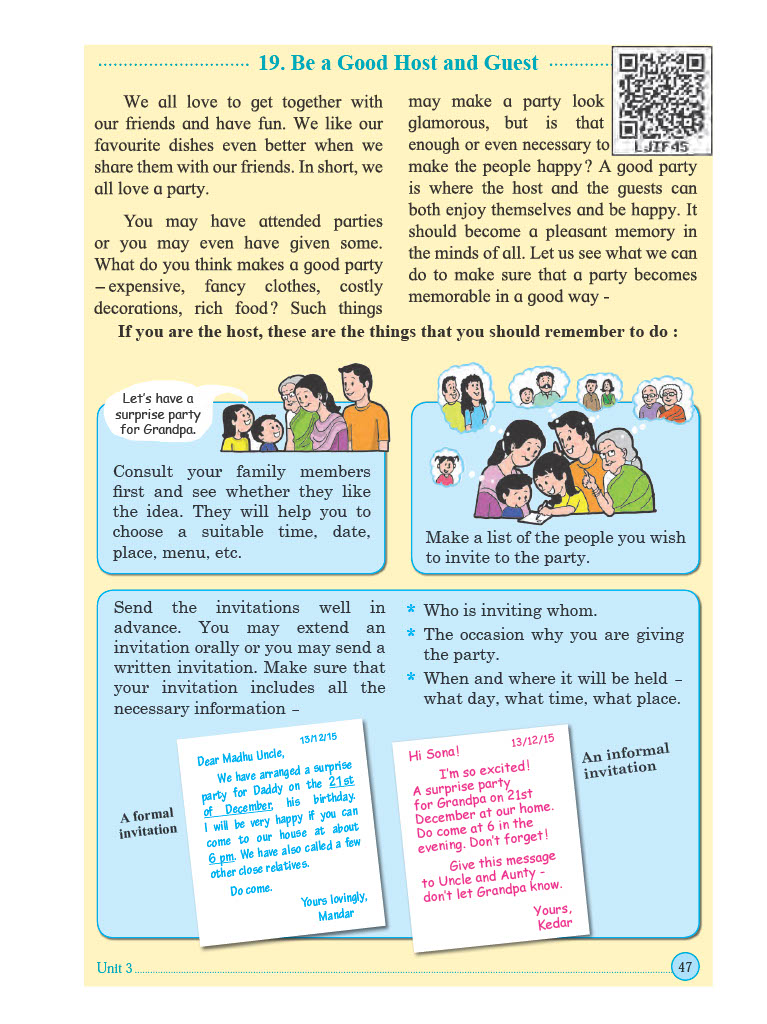 19. Be a Good Host and Guest
We all love to get together with
our friends and have fun. We like our
favourite dishes even better when we
share them with our friends. In short, we
all love a party.
You may have attended parties
or you may even have given some.
What do you think makes a good party
– expensive, fancy clothes, costly
decorations, rich food? Such things
may make a party look
glamorous, but is that
enough or even necessary to
make the people happy? A good party
is where the host and the guests can
both enjoy themselves and be happy. It
should become a pleasant memory in
the minds of all. Let us see what we can
do to make sure that a party becomes
memorable in a good way -
LJIF45
If you are the host, these are the things that you should remember to do :
Let's have a
surprise party
for Grandpa.
Consult your family members
first and see whether they like
the idea. They will help you to
choose a suitable time, date,
place, menu, etc.
Make a list of the people you wish
to invite to the party.
Send the invitations well in
advance. You may extend an
invitation orally or you may send a
written invitation. Make sure that
your invitation includes all the
necessary information –
* Who is inviting whom.
* The occasion why you are giving
the party.
* When and where it will be held –
what day, what time, what place.
A formal
invitation
13/12/15
Dear Madhu Uncle,
We have arranged a surprise
party for Daddy on the 21st
of December, his birthday.
I will be very happy if you can
come to our house at about
6 pm. We have also called a few
other close relatives.
Do come.
Yours lovingly,
Mandar
13/12/15
Hi Sona!
I'm so excited!
A surprise party
for Grandpa on 21st
December at our home.
Do come at 6 in the
evening. Don't forget!
Give this message
to Uncle and Aunty -
don't let Grandpa know.
Yours,
Kedar
An informal
invitation
Unit 3
47